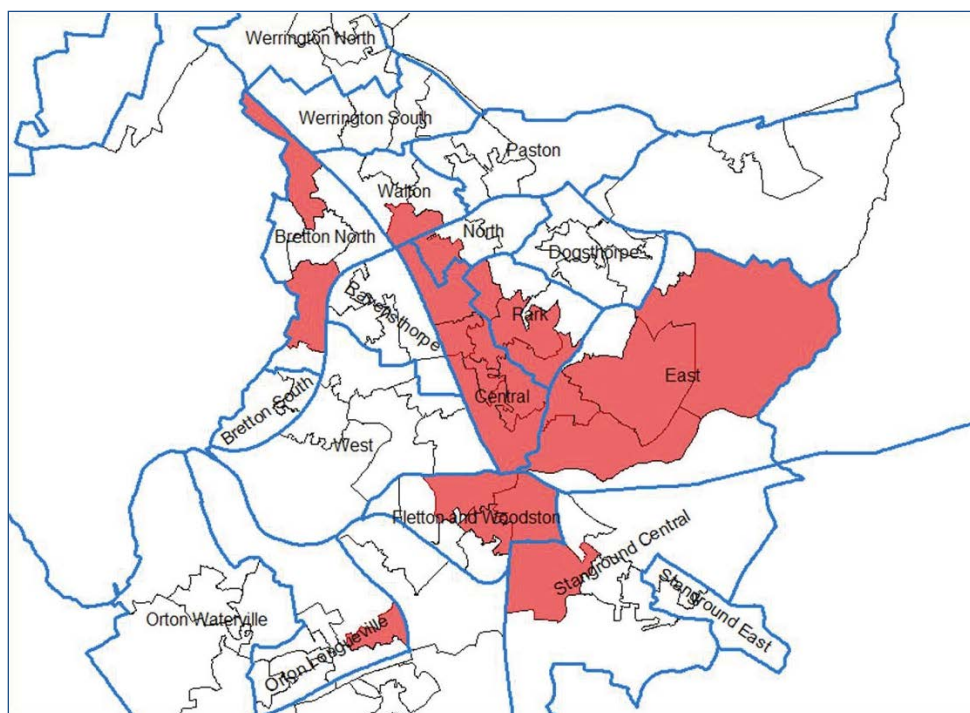 Werrington North
Werrington South
Paston
Walton
North
Bretton North
Dogsthorpe
Ravensthorpe
Park
East
Central
Bretton South
West
Fletton and Woodston
Stanground Central
Stanground East
Orton Waterville
Orton Longueville